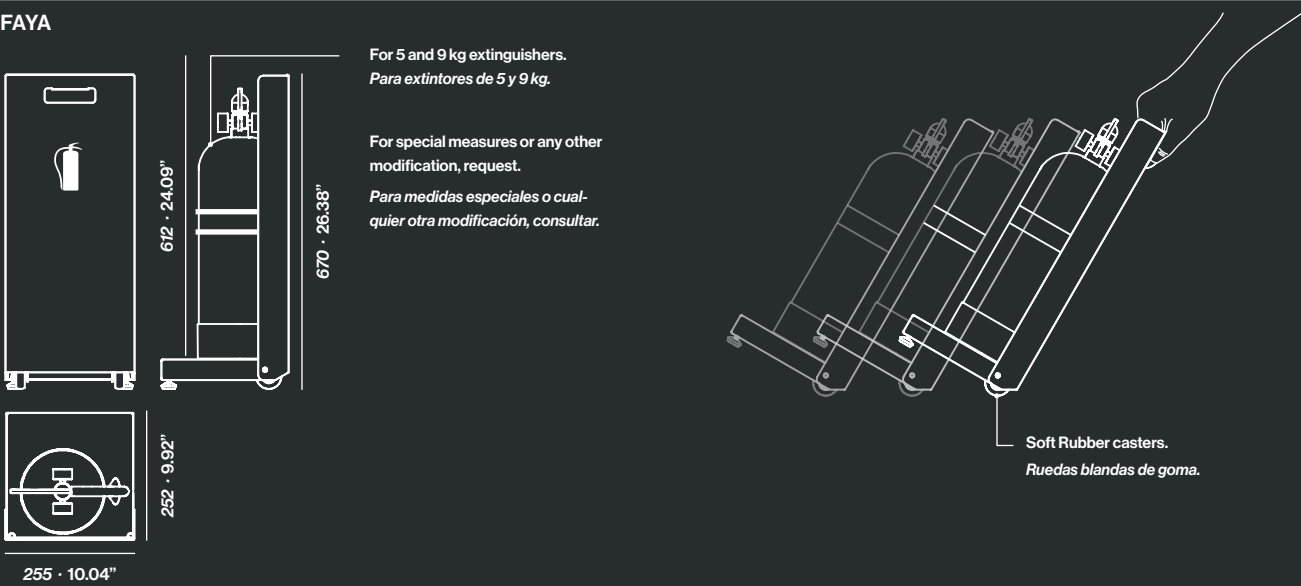 FAYA
For 5 and 9 kg extinguishers.
Para extintores de 5 y 9 kg.
For special measures or any other
modification, request.
Para medidas especiales o cual-
quier otra modificación, consultar.
612 · 24.09”
670 · 26.38”
252 · 9.92”
255 · 10.04”
Soft Rubber casters.
Ruedas blandas de goma.